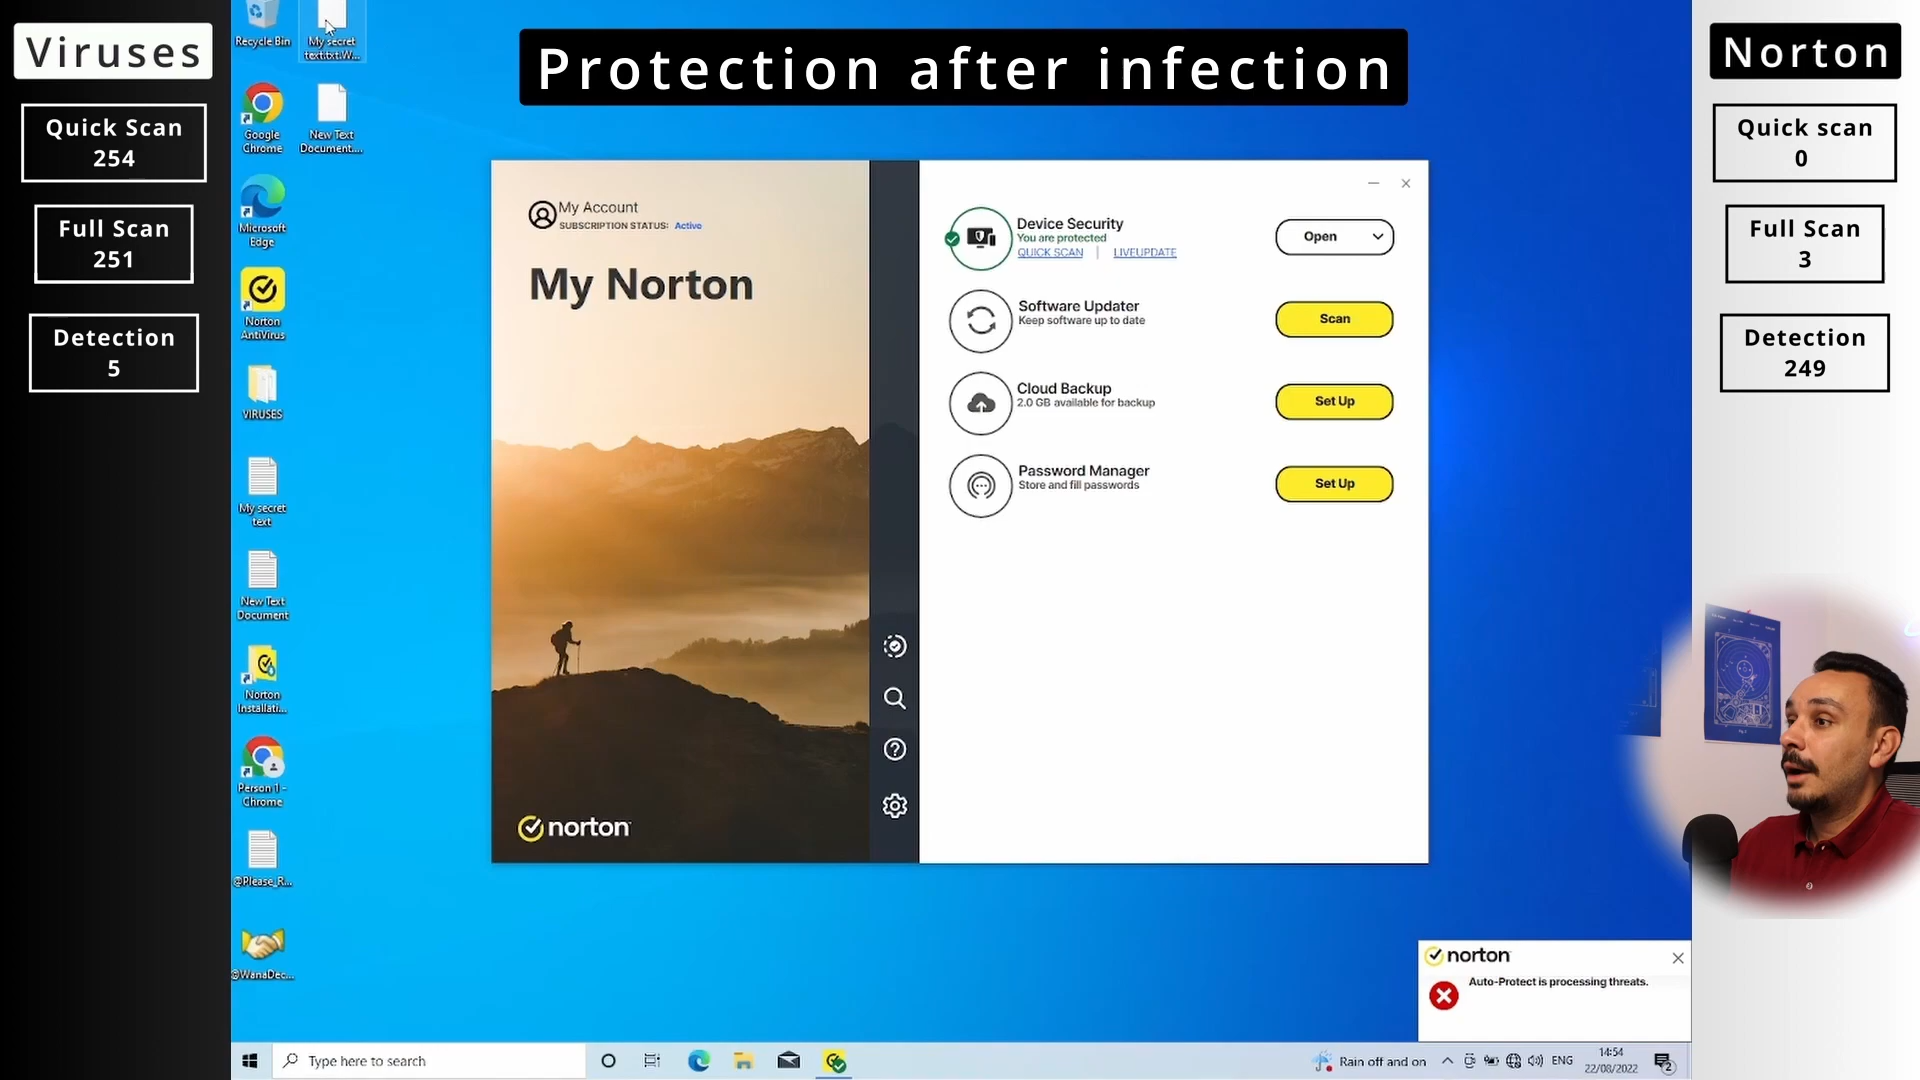 Viruses
Quick Scan
254
Full Scan
251
Detection
5
Protection after infection
Norton
Quick scan
0
Full Scan
3
Detection
249
Recycle Bin
My secret
text.txt.W...
Google
Chrome
New Text
Document....
Microsoft
Edge
Norton
AntiVirus
VIRUSES
My secret
text
New Text
Document
Norton
Installati...
Person 1 -
Chrome
@Please_R...
@WanaDec...
My Account
SUBSCRIPTION STATUS: Active
My Norton
norton
Device Security
You are protected
QUICK SCAN | LIVEUPDATE
Open
Software Updater
Keep software up to date
Scan
Cloud Backup
2.0 GB available for backup
Set Up
Password Manager
Store and fill passwords
Set Up
norton
Auto-Protect is processing threats.
Type here to search
Rain off and on
ENG
14:54
22/08/2022
2